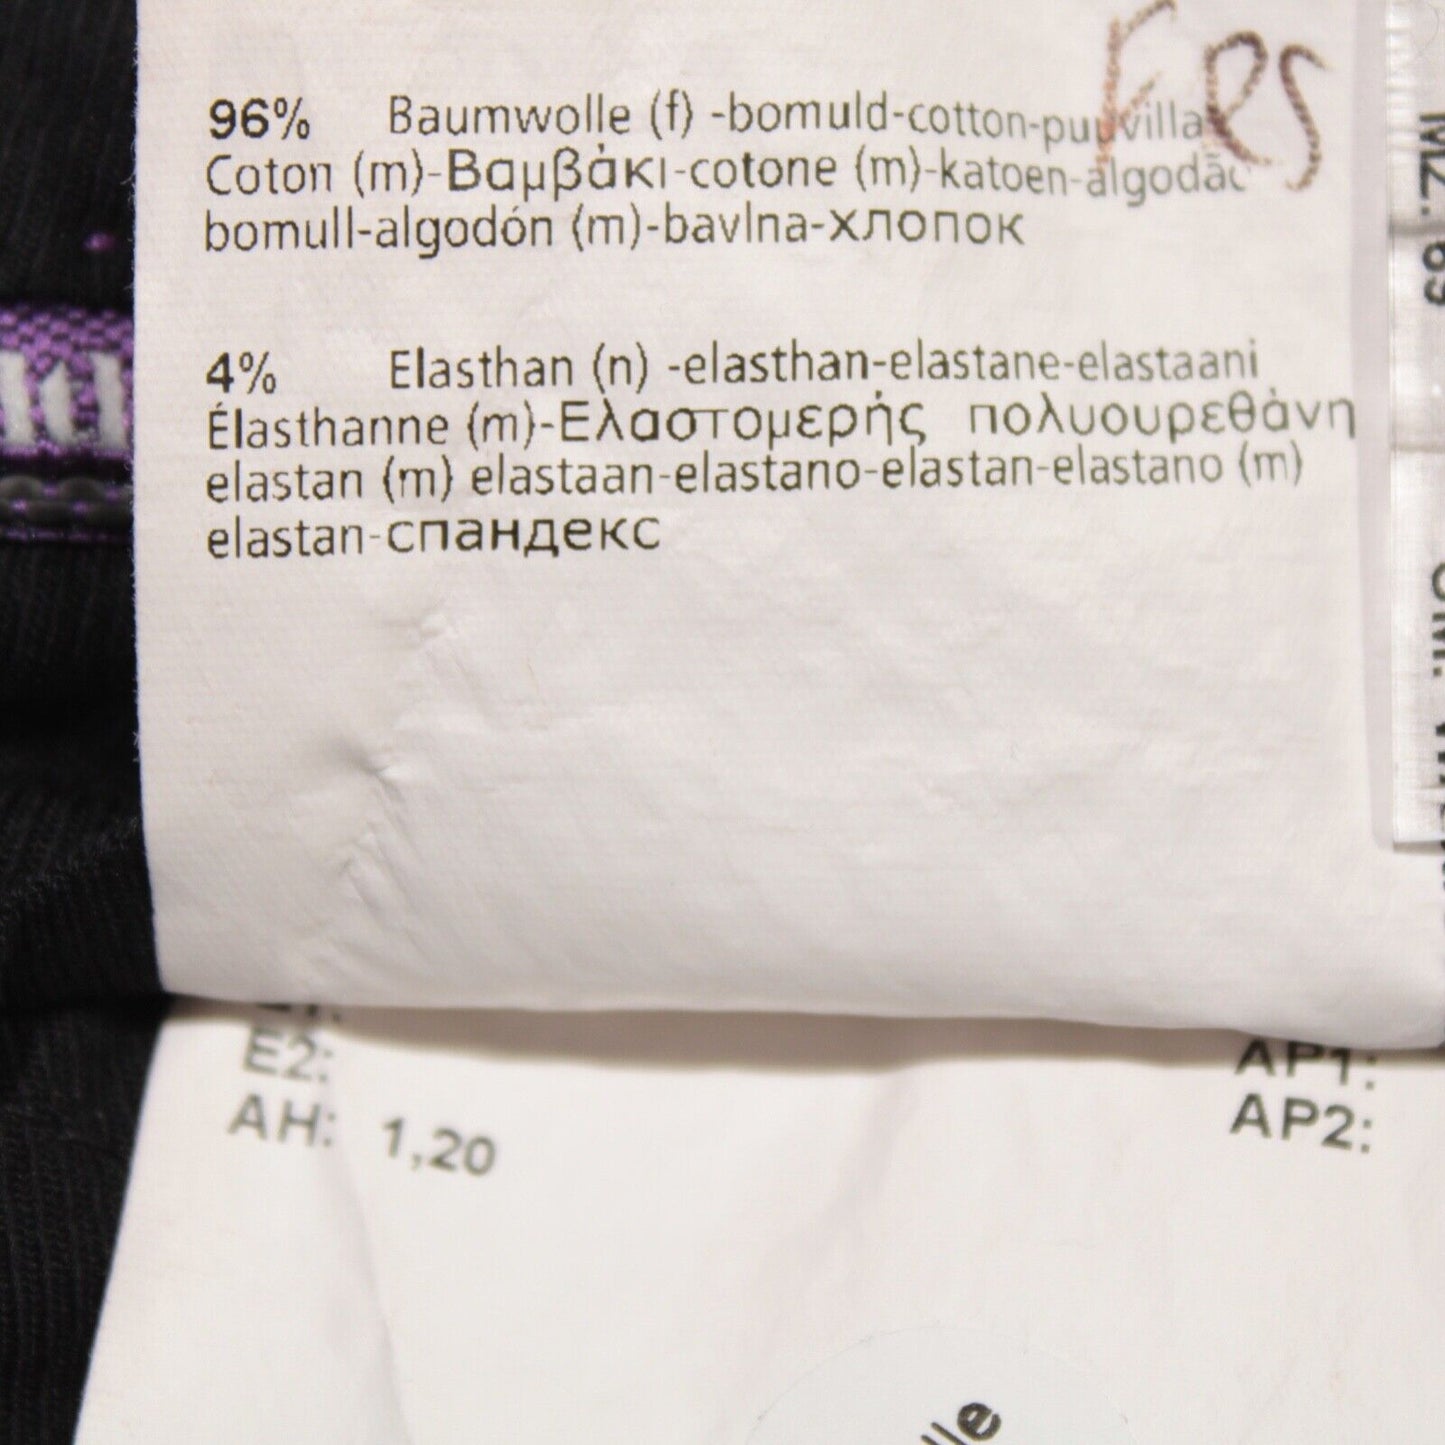 96% Baumwolle (f) -bomuld-cotton-puuvilla
Coton (m)-Βαμβάκι-cotone (m)-katoen-algodão
bomull-algodón (m)-bavlna-хлопок
4% Elasthan (n) -elasthan-elastane-elastaani
Élasthanne (m)-Ελαστομερής πολυουρεθάνη
elastan (m) elastaan-elastano-elastan-elastano (m)
elastan-спандекс
E2:
AH: 1,20
AP1:
AP2: